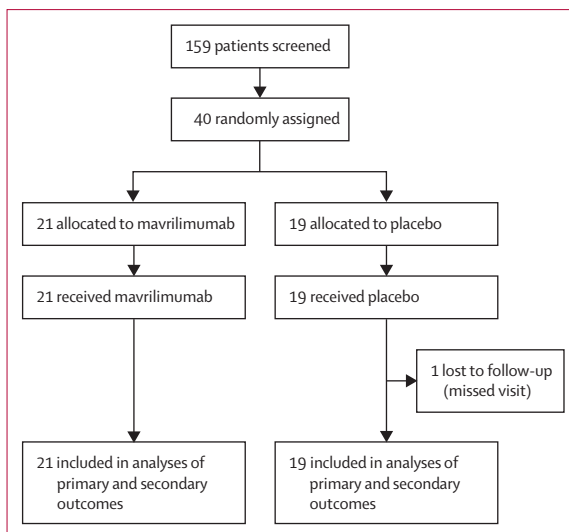 159 patients screened
40 randomly assigned
21 allocated to mavrilimumab
19 allocated to placebo
21 received mavrilimumab
19 received placebo
1 lost to follow-up
(missed visit)
21 included in analyses of
primary and secondary
outcomes
19 included in analyses of
primary and secondary
outcomes